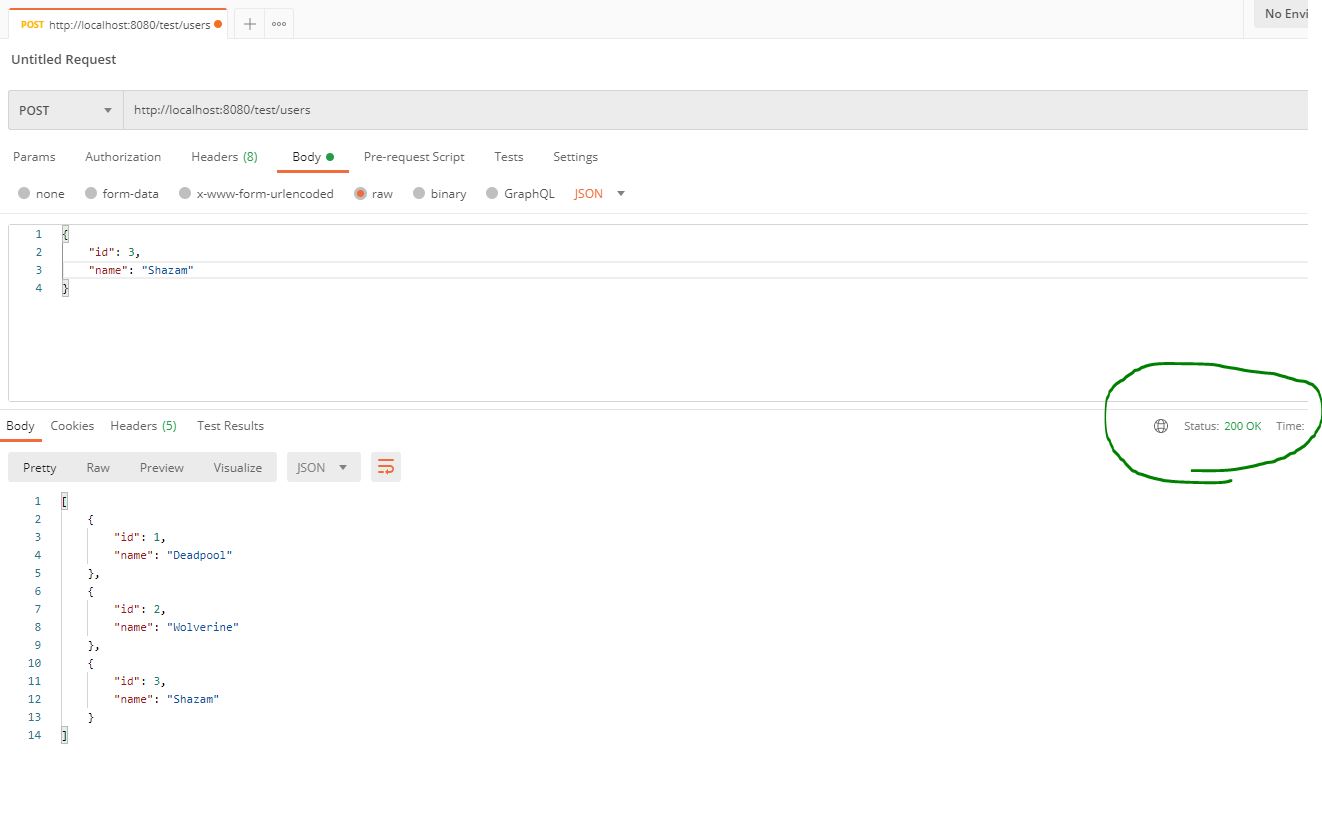 POST http://localhost:8080/test/users
No Envi
Untitled Request
POST http://localhost:8080/test/users
Params Authorization Headers (8) Body Pre-request Script Tests Settings
none form-data x-www-form-urlencoded raw binary GraphQL JSON
1 {
2 "id": 3,
3 "name": "Shazam"
4 }
Body Cookies Headers (5) Test Results Status: 200 OK Time:
Pretty Raw Preview Visualize JSON
1 [
2 {
3 "id": 1,
4 "name": "Deadpool"
5 },
6 {
7 "id": 2,
8 "name": "Wolverine"
9 },
10 {
11 "id": 3,
12 "name": "Shazam"
13 }
14 ]